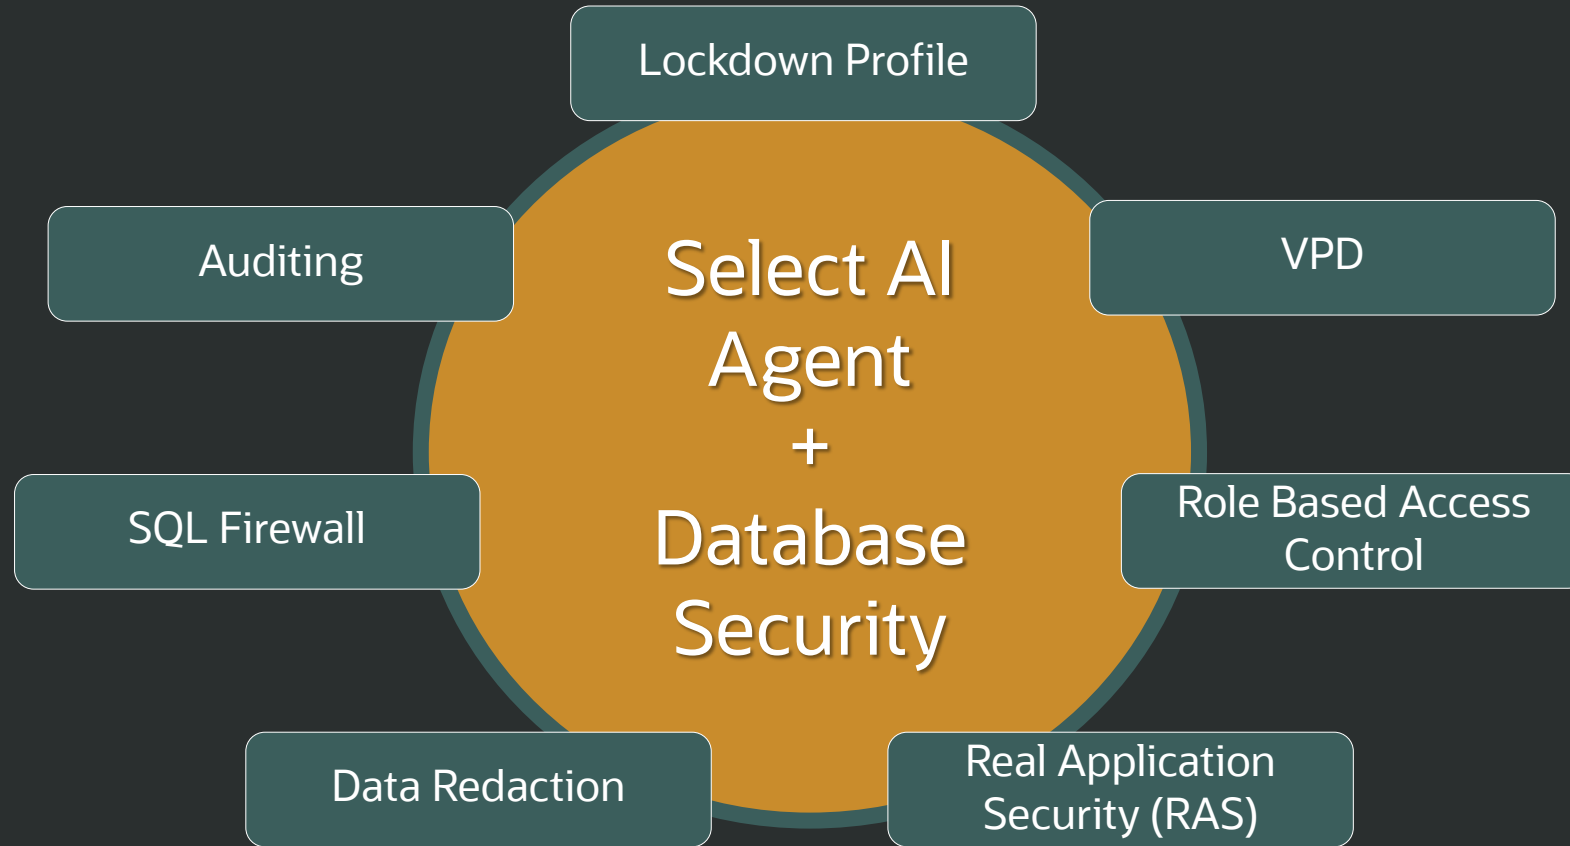 Lockdown Profile
Auditing
VPD
Select AI
Agent
+
Database
Security
SQL Firewall
Role Based Access
Control
Data Redaction
Real Application
Security (RAS)